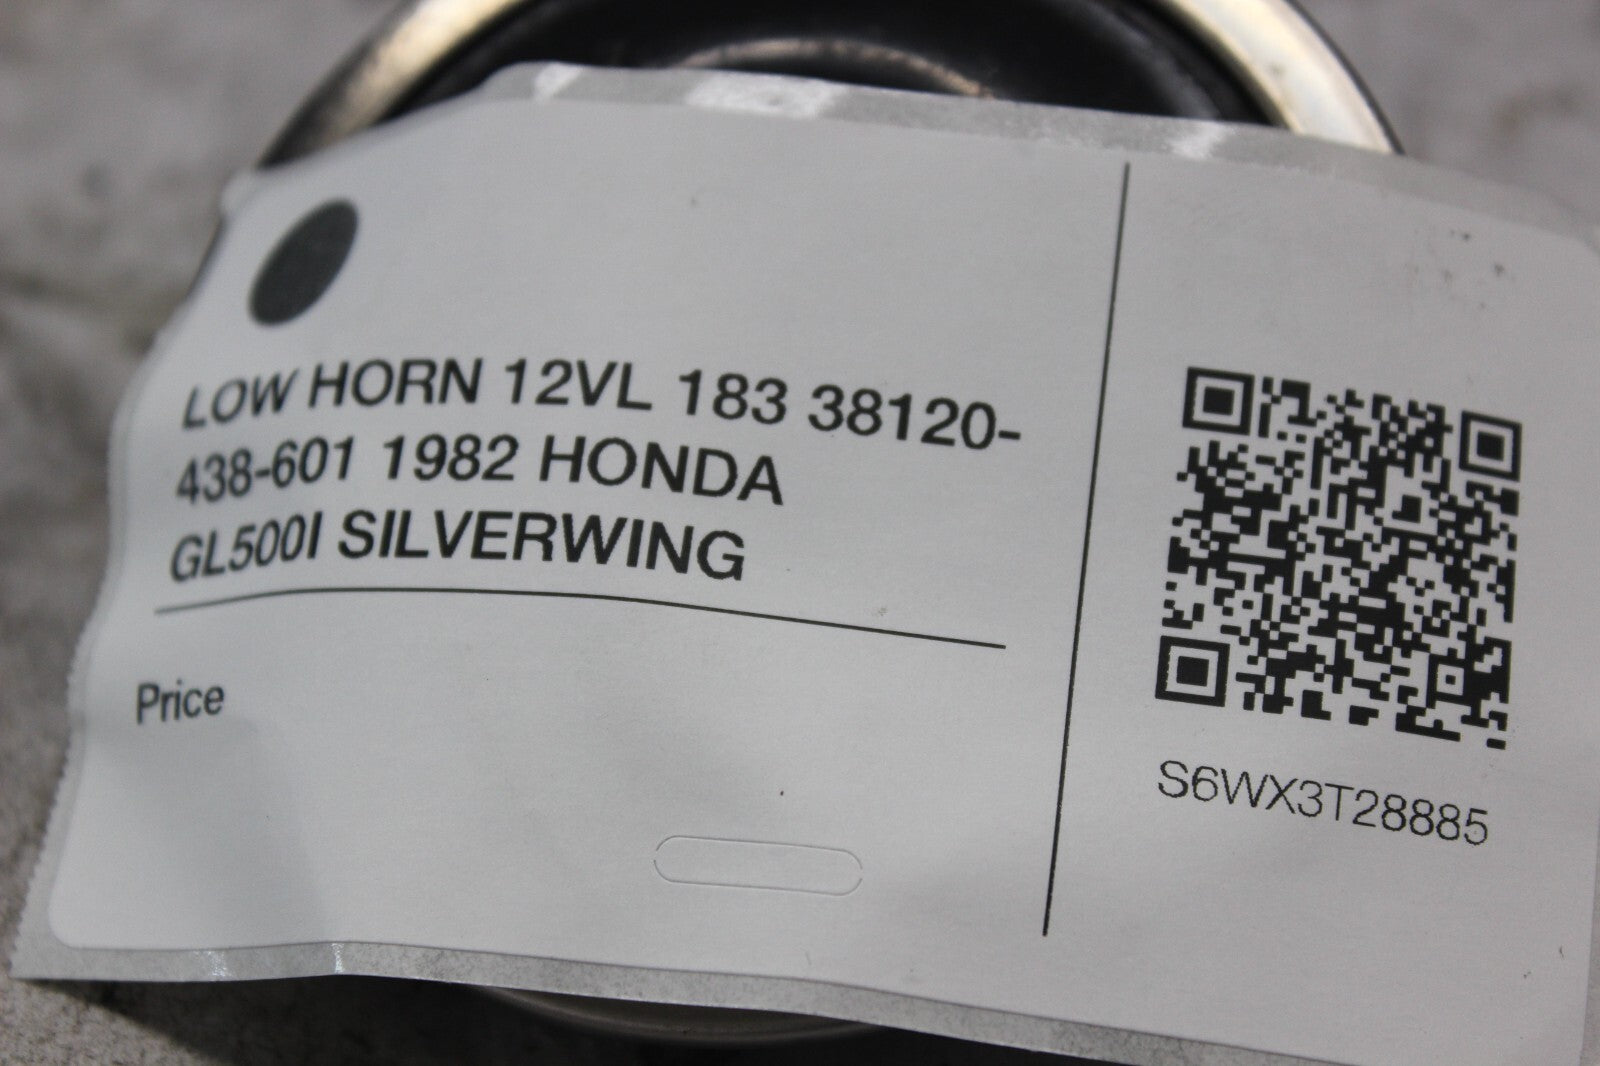 LOW HORN 12VL 183 38120-
438-601 1982 HONDA
GL500I SILVERWING
Price
S6WX3T28885